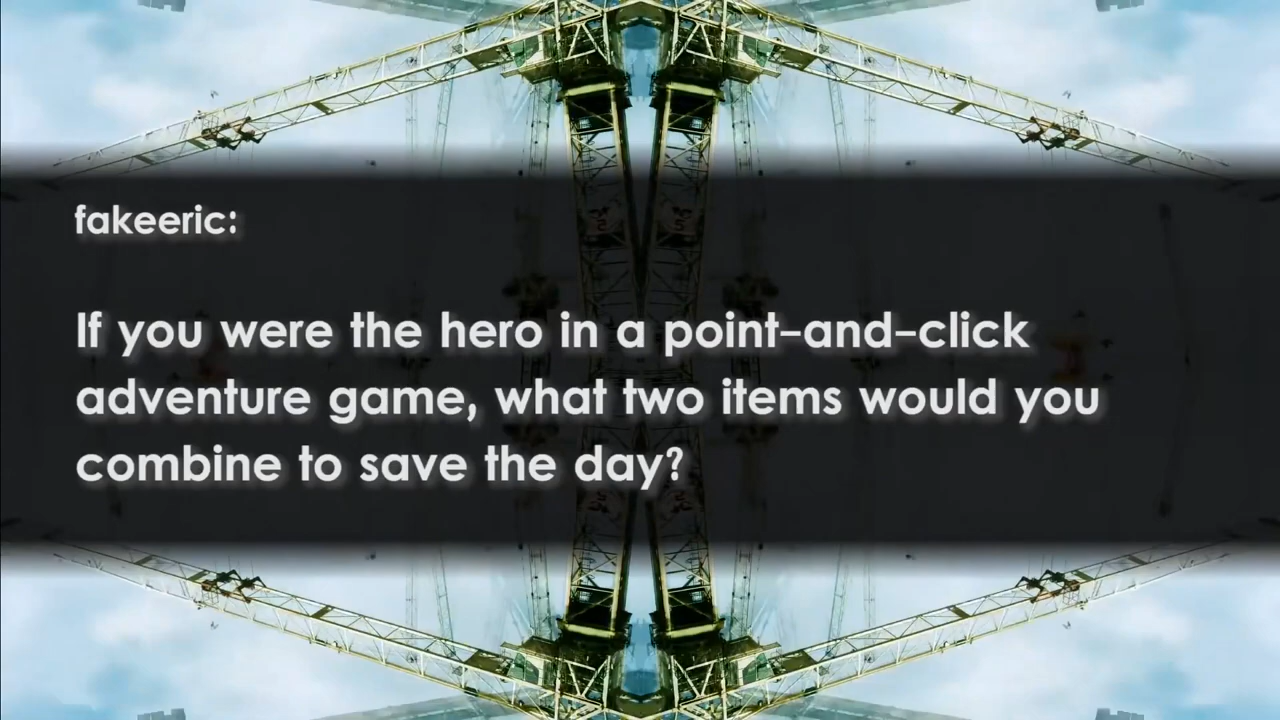 fakeeric:
If you were the hero in a point-and-click
adventure game, what two items would you
combine to save the day?